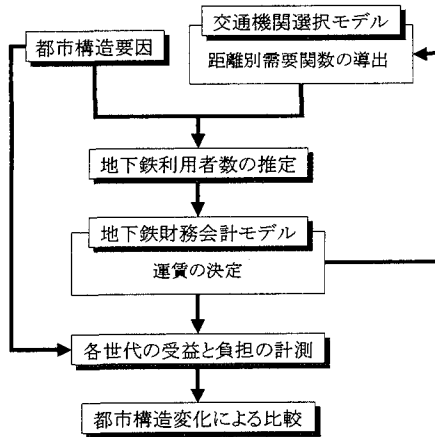 交通機関選択モデル
都市構造要因
距離別需要関数の導出
地下鉄利用者数の推定
地下鉄財務会計モデル
運賃の決定
各世代の受益と負担の計測
都市構造変化による比較